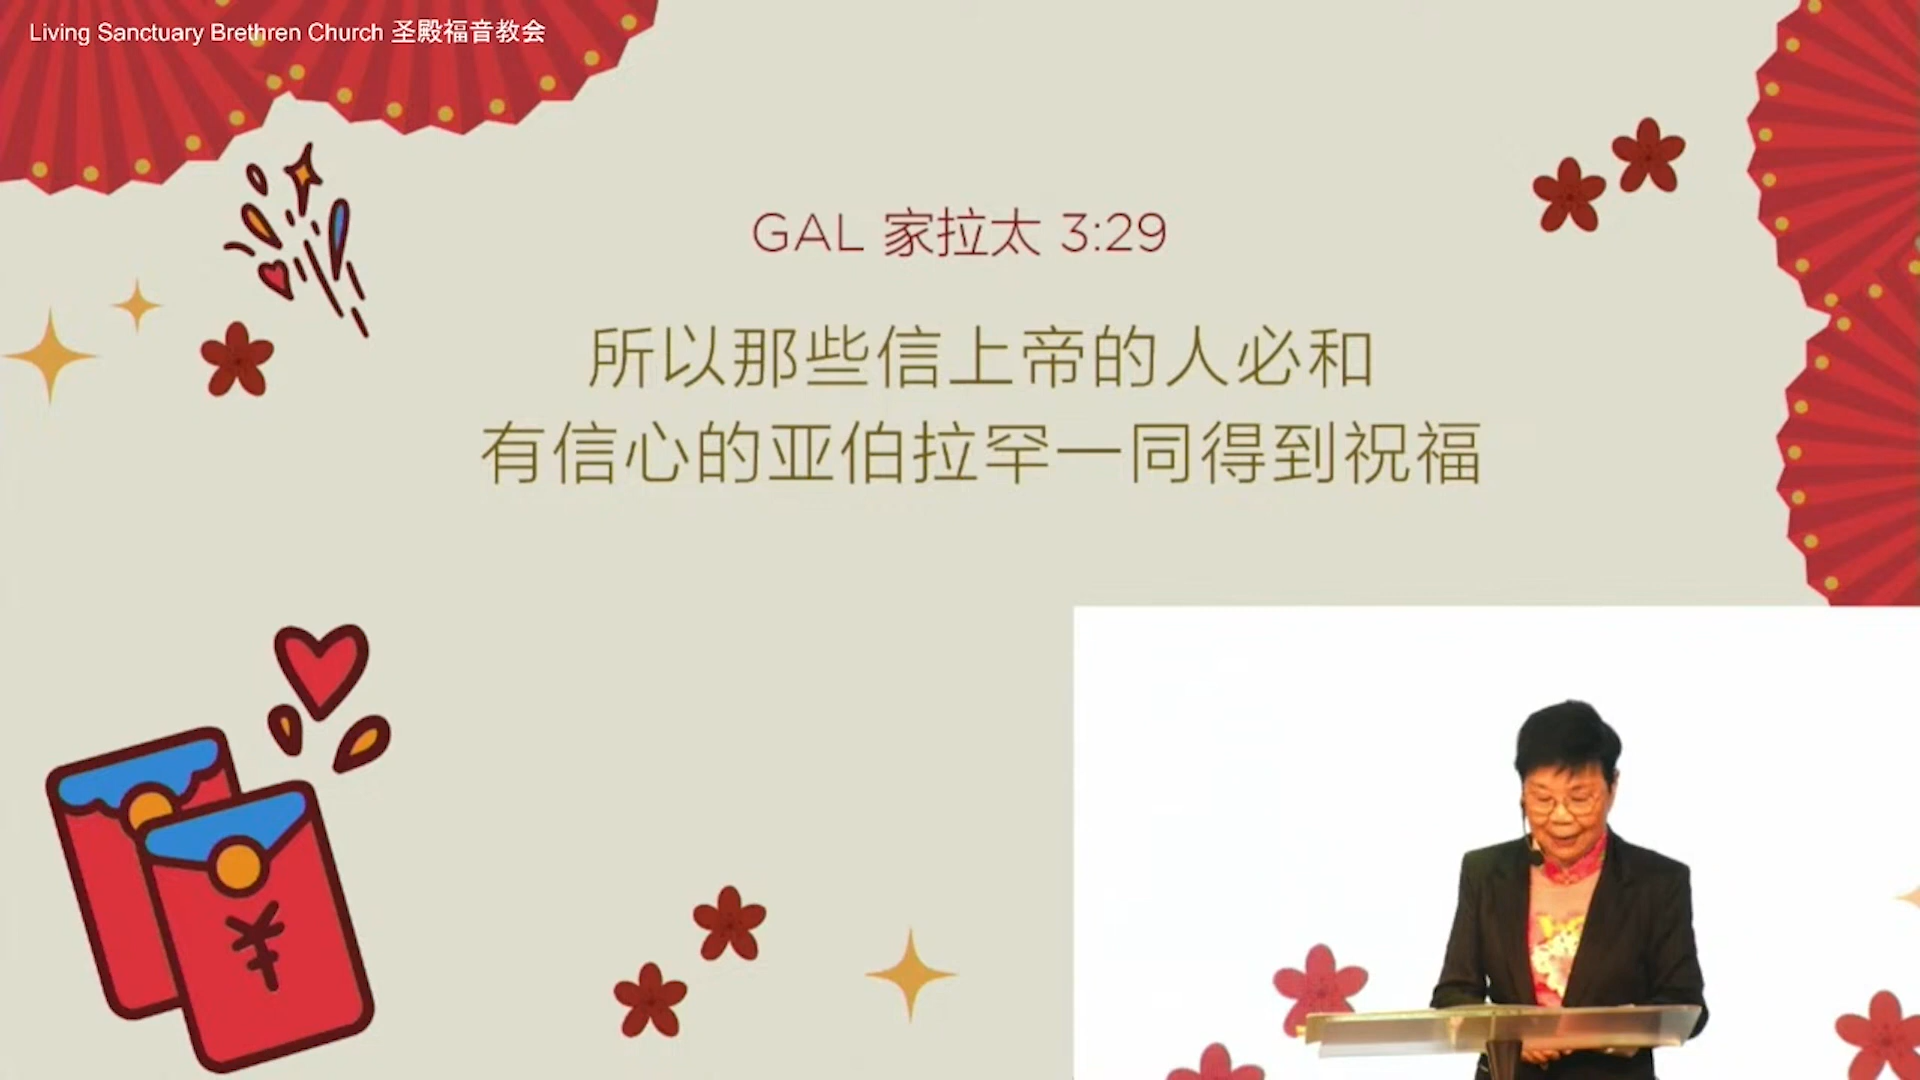 Living Sanctuary Brethren Church 圣殿福音教会
GAL 家拉太 3:29
所以那些信上帝的人必和
有信心的亚伯拉罕一同得到祝福